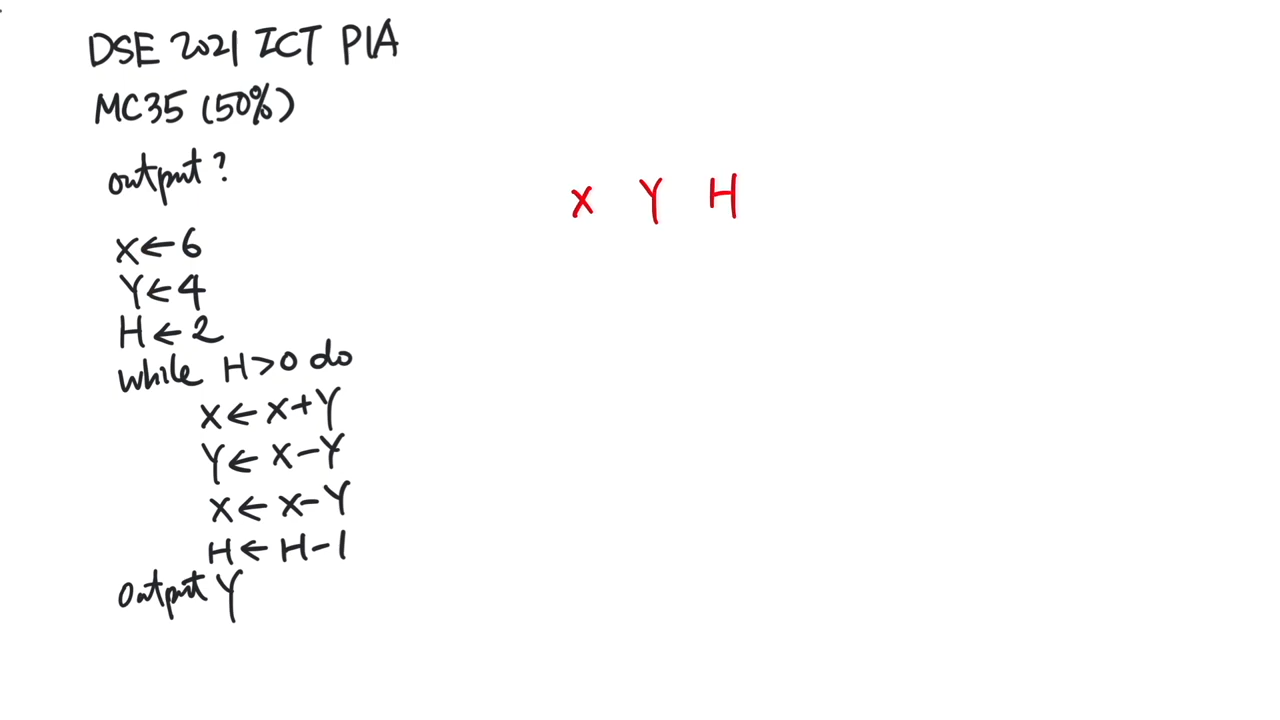 DSE 2021 ICT P1A
MC35 (50%)
output?
X←6
Y←4
H←2
while H>0 do
X←X+Y
Y←X-Y
X←X-Y
H←H-1
output Y
X Y H